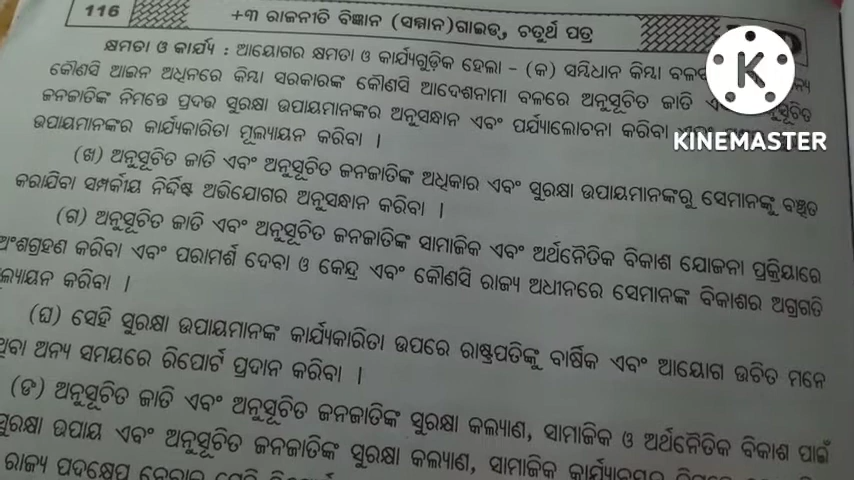 116
+୩ ରାଜନୀତି ବିଜ୍ଞାନ (ସମ୍ମାନ) ଗାଇଡ୍, ଚତୁର୍ଥ ପତ୍ର
କ୍ଷମତା ଓ କାର୍ଯ୍ୟ : ଆୟୋଗର କ୍ଷମତା ଓ କାର୍ଯ୍ୟଗୁଡ଼ିକ ହେଲା – (କ) ସମ୍ବିଧାନ କିମ୍ବା
କୌଣସି ଆଇନ ଅଧିନରେ କିମ୍ବା ସରକାରଙ୍କ କୌଣସି ଆଦେଶନାମା ବଳରେ ଅନୁସୂଚିତ ଜାତି
ଜନଜାତିଙ୍କ ନିମନ୍ତେ ପ୍ରଦତ୍ତ ସୁରକ୍ଷା ଉପାୟମାନଙ୍କର ଅନୁସନ୍ଧାନ ଏବଂ ପର୍ଯ୍ୟାଲୋଚନା କରିବା
ଉପାୟମାନଙ୍କର କାର୍ଯ୍ୟକାରିତା ମୂଲ୍ୟାୟନ କରିବା ।
(ଖ) ଅନୁସୂଚିତ ଜାତି ଏବଂ ଅନୁସୂଚିତ ଜନଜାତିଙ୍କ ଅଧିକାର ଏବଂ ସୁରକ୍ଷା ଉପାୟମାନଙ୍କରୁ ସେମାନଙ୍କୁ ବଞ୍ଚିତ
କରାଯିବା ସମ୍ପର୍କୀୟ ନିର୍ଦ୍ଦିଷ୍ଟ ଅଭିଯୋଗର ଅନୁସନ୍ଧାନ କରିବା ।
(ଗ) ଅନୁସୂଚିତ ଜାତି ଏବଂ ଅନୁସୂଚିତ ଜନଜାତିଙ୍କ ସାମାଜିକ ଏବଂ ଅର୍ଥନୈତିକ ବିକାଶ ଯୋଜନା ପ୍ରକ୍ରିୟାରେ
ଅଂଶଗ୍ରହଣ କରିବା ଏବଂ ପରାମର୍ଶ ଦେବା ଓ କେନ୍ଦ୍ର ଏବଂ କୌଣସି ରାଜ୍ୟ ଅଧୀନରେ ସେମାନଙ୍କ ବିକାଶର ଅଗ୍ରଗତି
କରିବା ।
(ଘ) ସେହି ସୁରକ୍ଷା ଉପାୟମାନଙ୍କ କାର୍ଯ୍ୟକାରିତା ଉପରେ ରାଷ୍ଟ୍ରପତିଙ୍କୁ ବାର୍ଷିକ ଏବଂ ଆୟୋଗ ଉଚିତ ମନେ
ଅନ୍ୟ ସମୟରେ ରିପୋର୍ଟ ପ୍ରଦାନ କରିବା ।
(ଙ) ଅନୁସୂଚିତ ଜାତି ଏବଂ ଅନୁସୂଚିତ ଜନଜାତିଙ୍କ ସୁରକ୍ଷା କଲ୍ୟାଣ, ସାମାଜିକ ଓ ଅର୍ଥନୈତିକ ବିକାଶ ପାଇଁ
ସୁରକ୍ଷା ଉପାୟ ଏବଂ ଅନୁସୂଚିତ ଜନଜାତିଙ୍କ ସୁରକ୍ଷା କଲ୍ୟାଣ, ସାମାଜିକ
ରାଜ୍ୟ ପଦକ୍ଷେପ
KINEMASTER